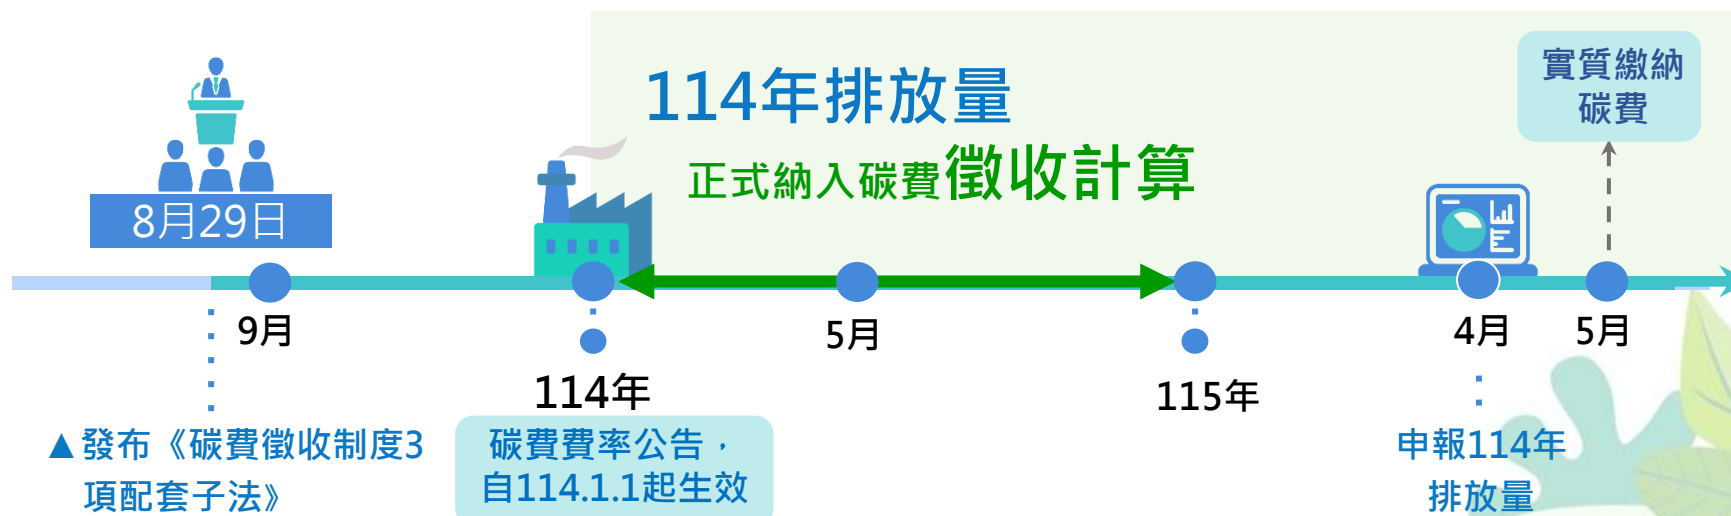 114年排放量
正式納入碳費徵收計算
實質繳納
碳費
8月29日
9月
5月
4月
5月
114年
115年
▲發布《碳費徵收制度3
項配套子法》
碳費費率公告，
自114.1.1起生效
申報114年
排放量